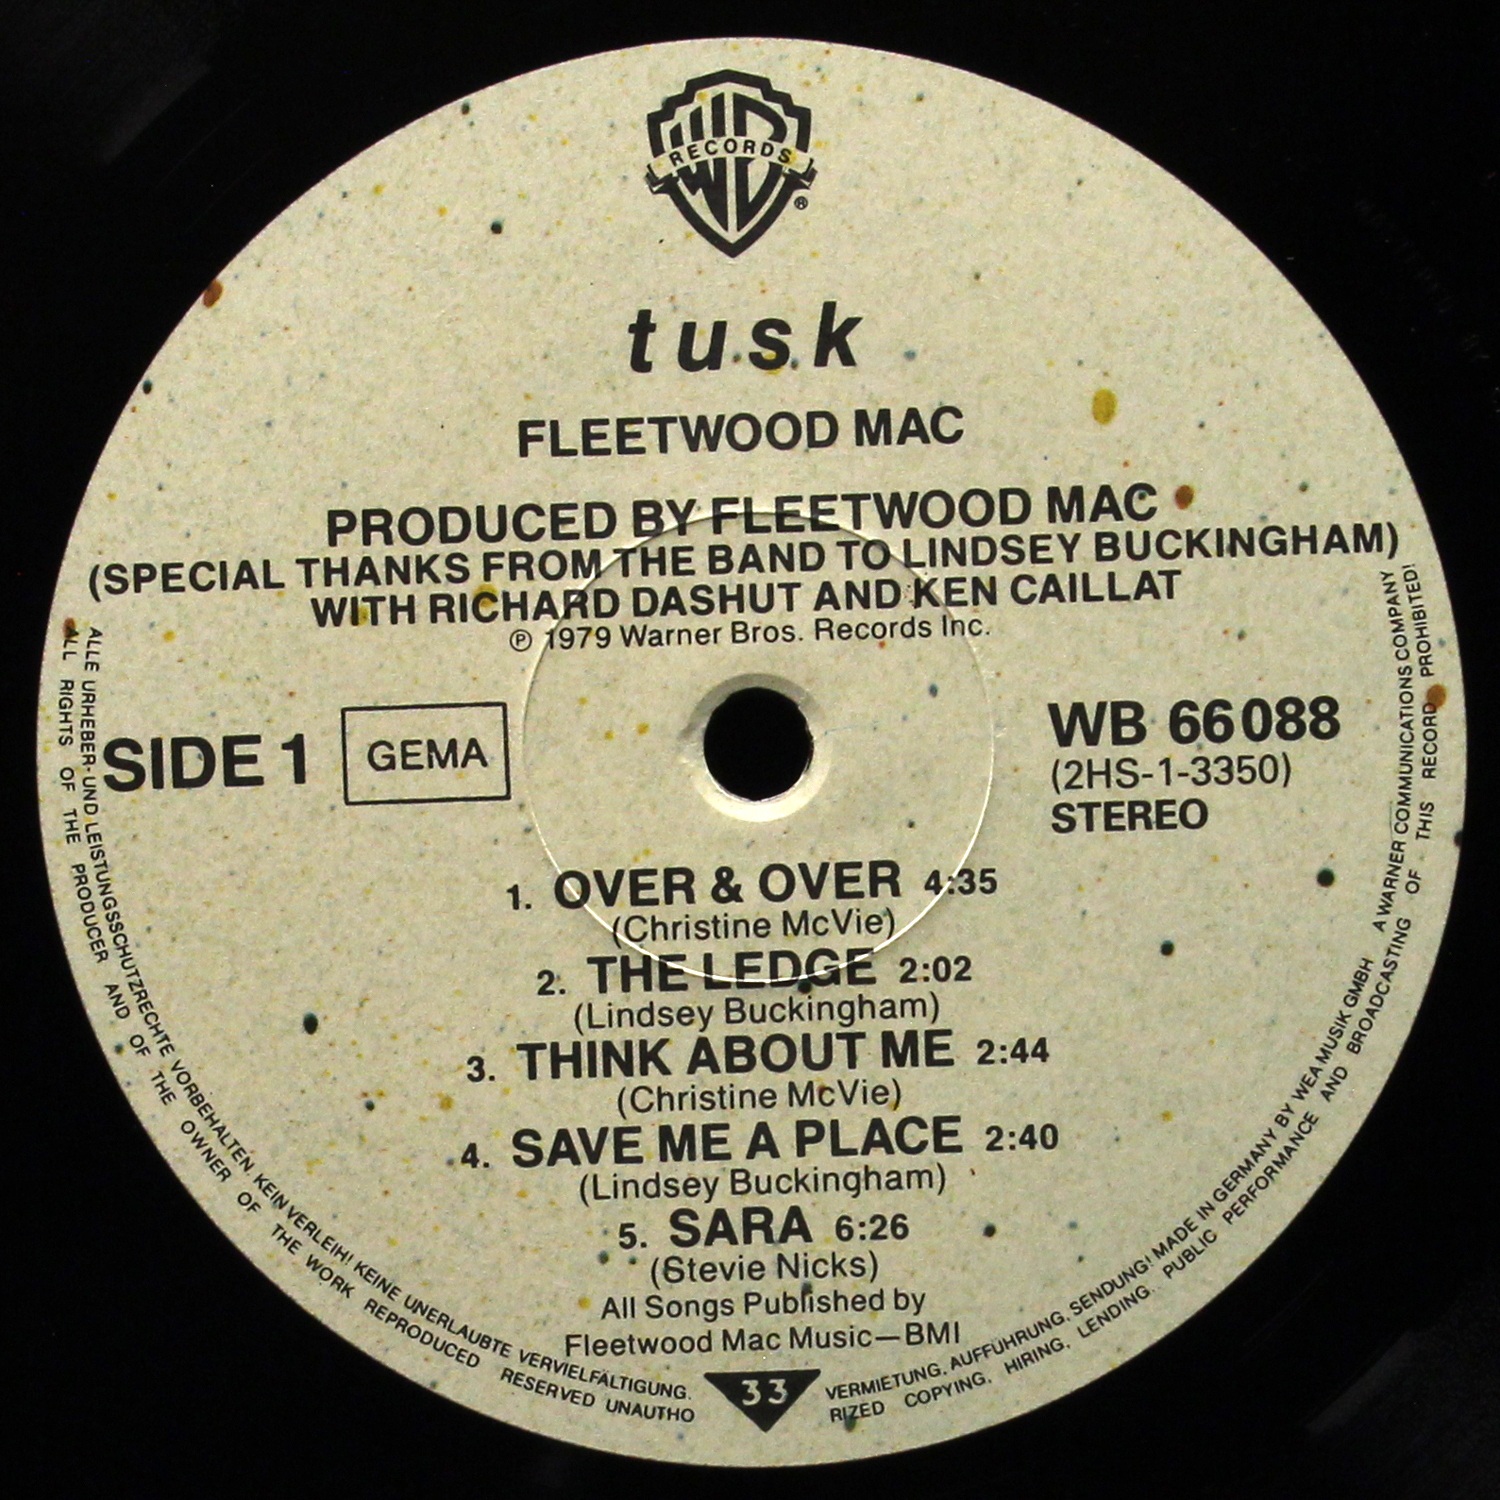 WB
RECORDS
®
tusk
FLEETWOOD MAC
PRODUCED BY FLEETWOOD MAC
(SPECIAL THANKS FROM THE BAND TO LINDSEY BUCKINGHAM)
WITH RICHARD DASHUT AND KEN CAILLAT
℗ 1979 Warner Bros. Records Inc.
SIDE 1
GEMA
WB 66088
(2HS-1-3350)
STEREO
1. OVER & OVER 4:35
(Christine McVie)
2. THE LEDGE 2:02
(Lindsey Buckingham)
3. THINK ABOUT ME 2:44
(Christine McVie)
4. SAVE ME A PLACE 2:40
(Lindsey Buckingham)
5. SARA 6:26
(Stevie Nicks)
All Songs Published by
Fleetwood Mac Music—BMI
33
ALLE URHEBER- UND LEISTUNGSSCHUTZRECHTE VORBEHALTEN. KEIN VERLEIH! KEINE UNERLAUBTE VERVIELFÄLTIGUNG. VERMIETUNG. AUFFÜHRUNG. SENDUNG! MADE IN GERMANY BY WEA MUSIK GMBH A WARNER COMMUNICATIONS COMPANY
ALL RIGHTS OF THE PRODUCER AND OF THE OWNER OF THE WORK REPRODUCED RESERVED UNAUTHO RIZED COPYING. HIRING. LENDING. PUBLIC PERFORMANCE AND BROADCASTING OF THIS RECORD PROHIBITED!